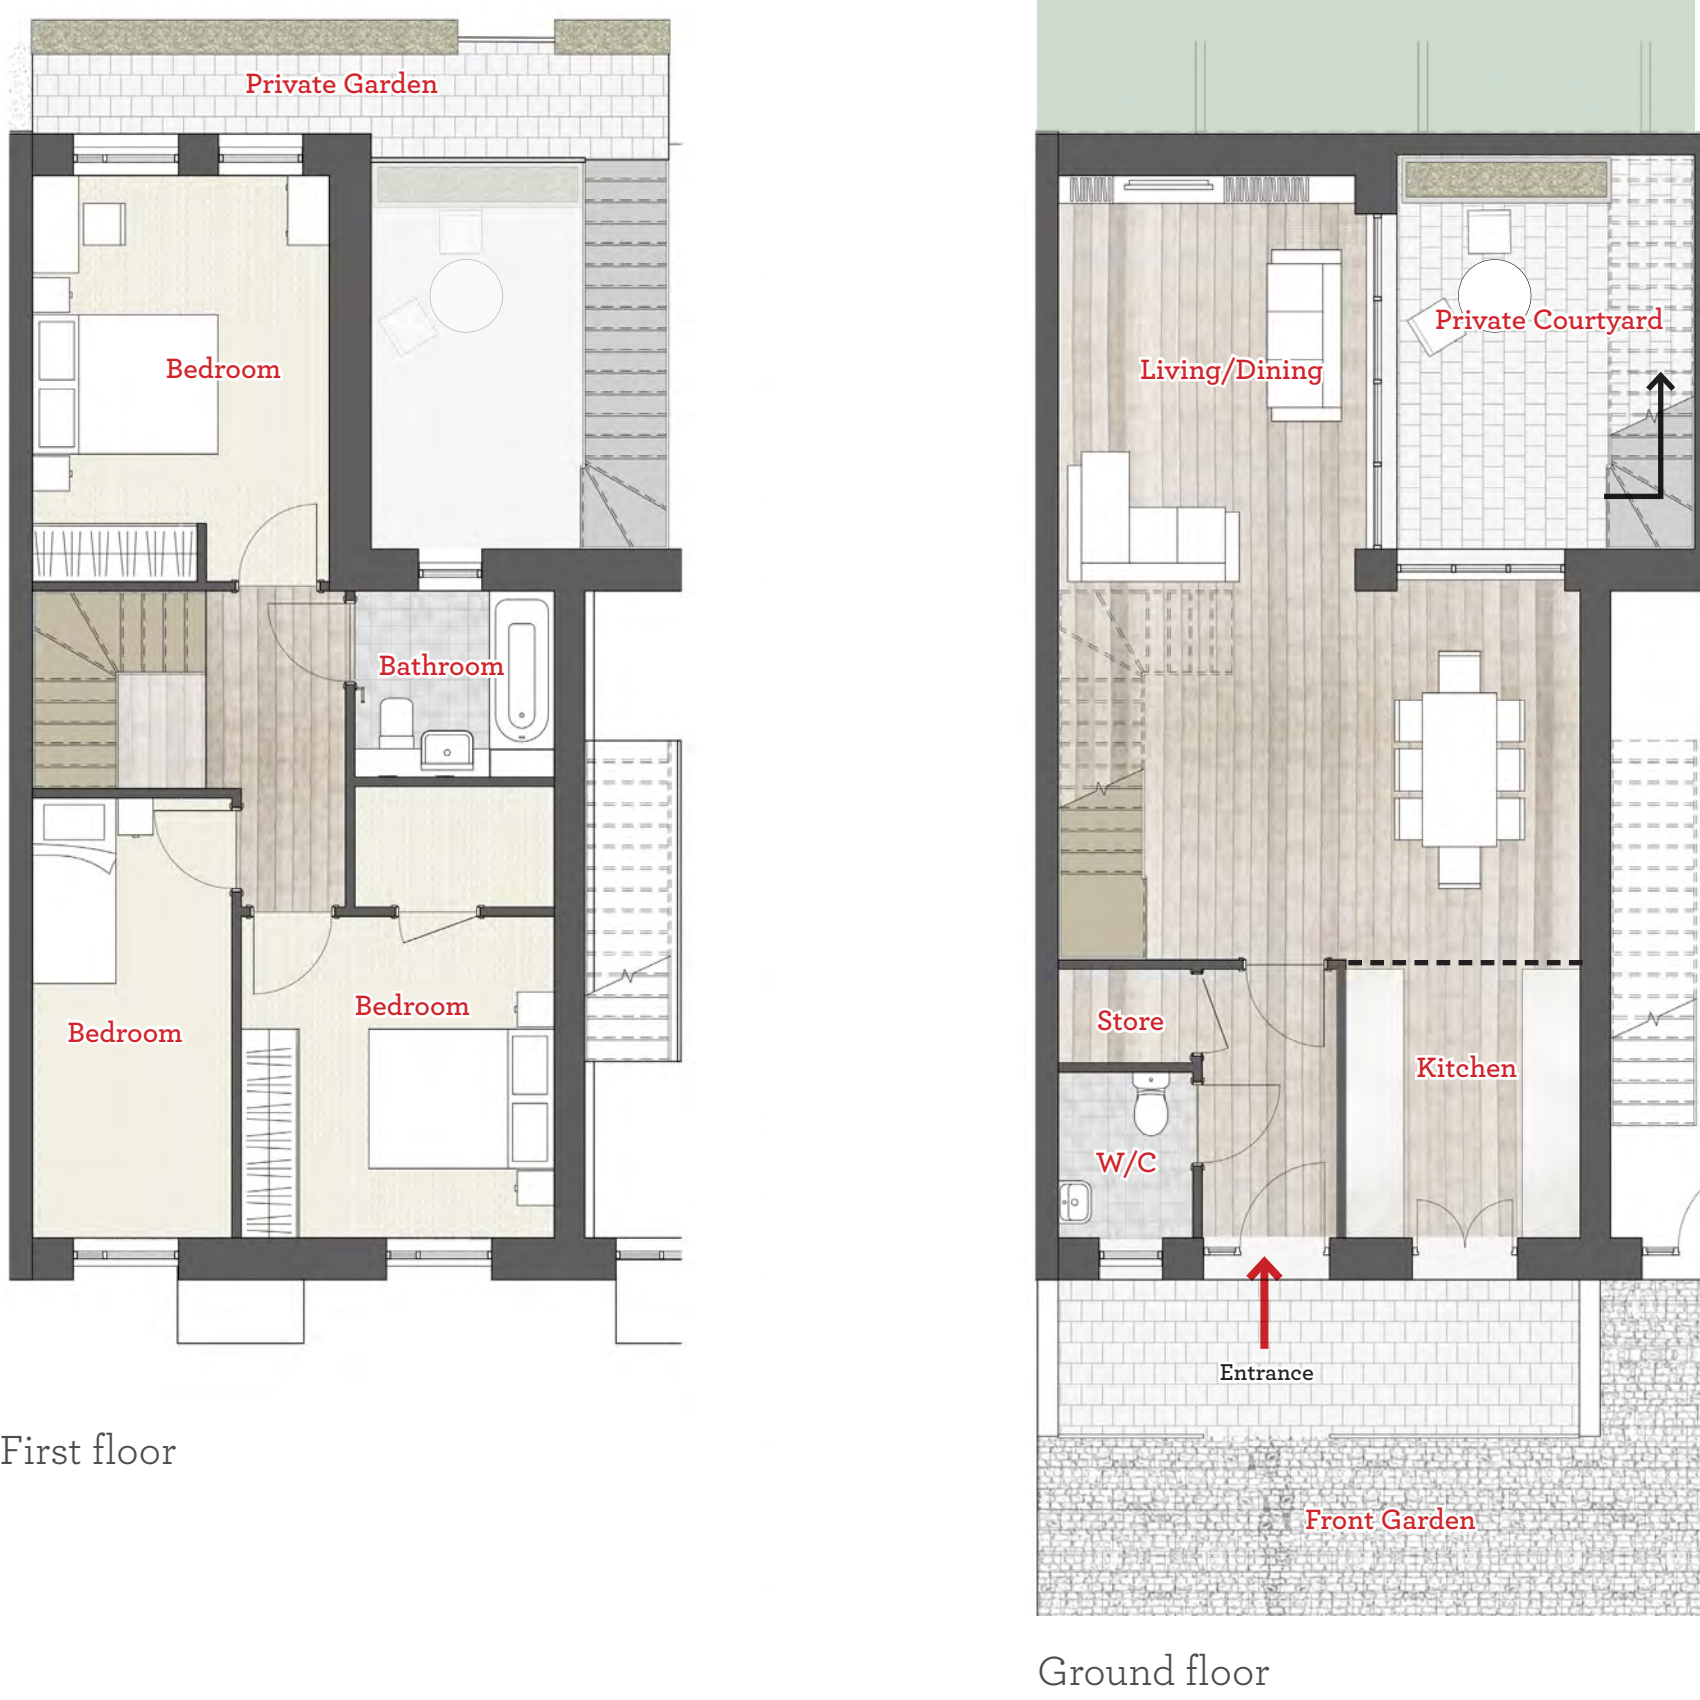 Private Garden
Bedroom
Bathroom
Bedroom
Bedroom
First floor
Private Courtyard
Living/Dining
Store
Kitchen
W/C
Entrance
Front Garden
Ground floor